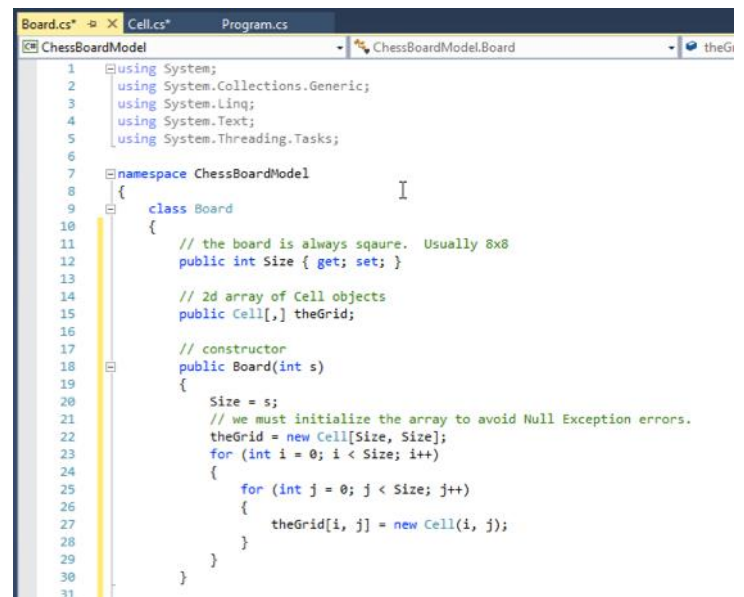 Board.cs* Cell.cs* Program.cs
C# ChessBoardModel ChessBoardModel.Board theGr
1 using System;
2 using System.Collections.Generic;
3 using System.Linq;
4 using System.Text;
5 using System.Threading.Tasks;
6
7 namespace ChessBoardModel
8 {
9 class Board
10 {
11 // the board is always sqaure.  Usually 8x8
12 public int Size { get; set; }
13
14 // 2d array of Cell objects
15 public Cell[,] theGrid;
16
17 // constructor
18 public Board(int s)
19 {
20 Size = s;
21 // we must initialize the array to avoid Null Exception errors.
22 theGrid = new Cell[Size, Size];
23 for (int i = 0; i < Size; i++)
24 {
25 for (int j = 0; j < Size; j++)
26 {
27 theGrid[i, j] = new Cell(i, j);
28 }
29 }
30 }
31